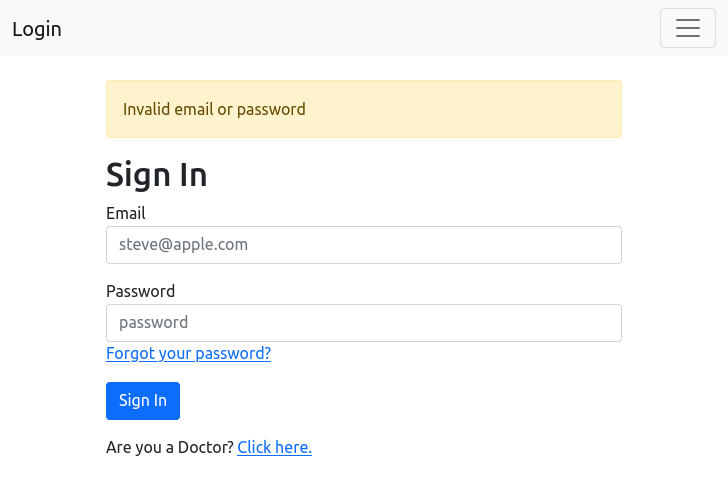 Login
Invalid email or password
Sign In
Email
steve@apple.com
Password
password
Forgot your password?
Sign In
Are you a Doctor? Click here.